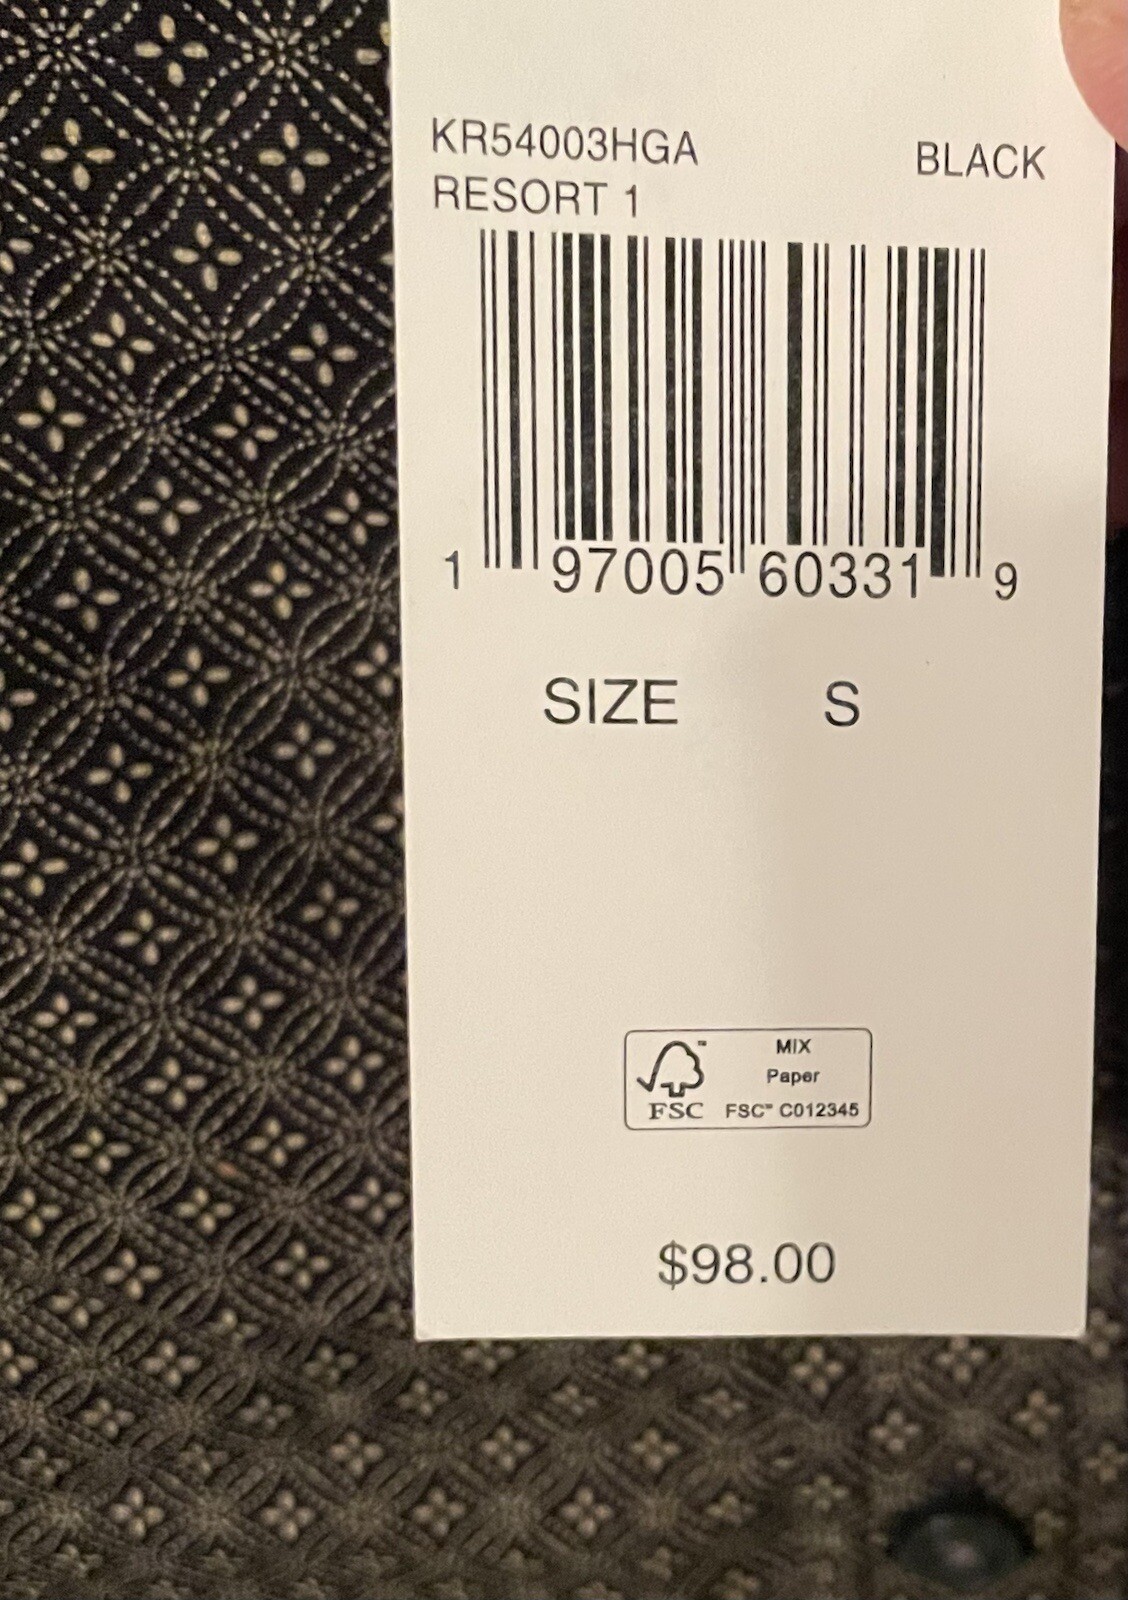 KR54003HGA BLACK
RESORT 1
1 97005 60331 9
SIZE S
MIX
Paper
FSC FSC™ C012345
$98.00